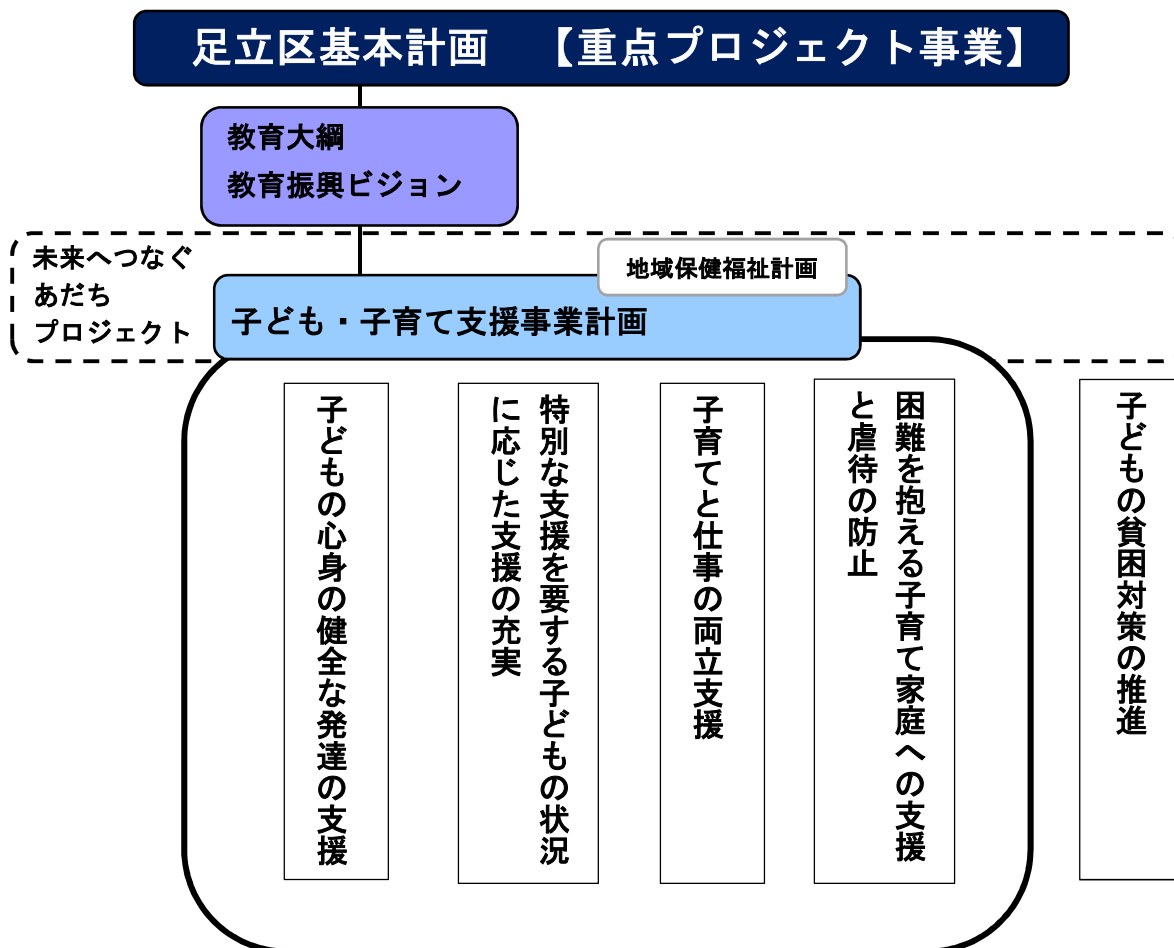 足立区基本計画　【重点プロジェクト事業】
教育大綱
教育振興ビジョン
未来へつなぐ
あだち
プロジェクト
地域保健福祉計画
子ども・子育て支援事業計画
子どもの心身の健全な発達の支援
特別な支援を要する子どもの状況
に応じた支援の充実
子育てと仕事の両立支援
困難を抱える子育て家庭への支援
と虐待の防止
子どもの貧困対策の推進